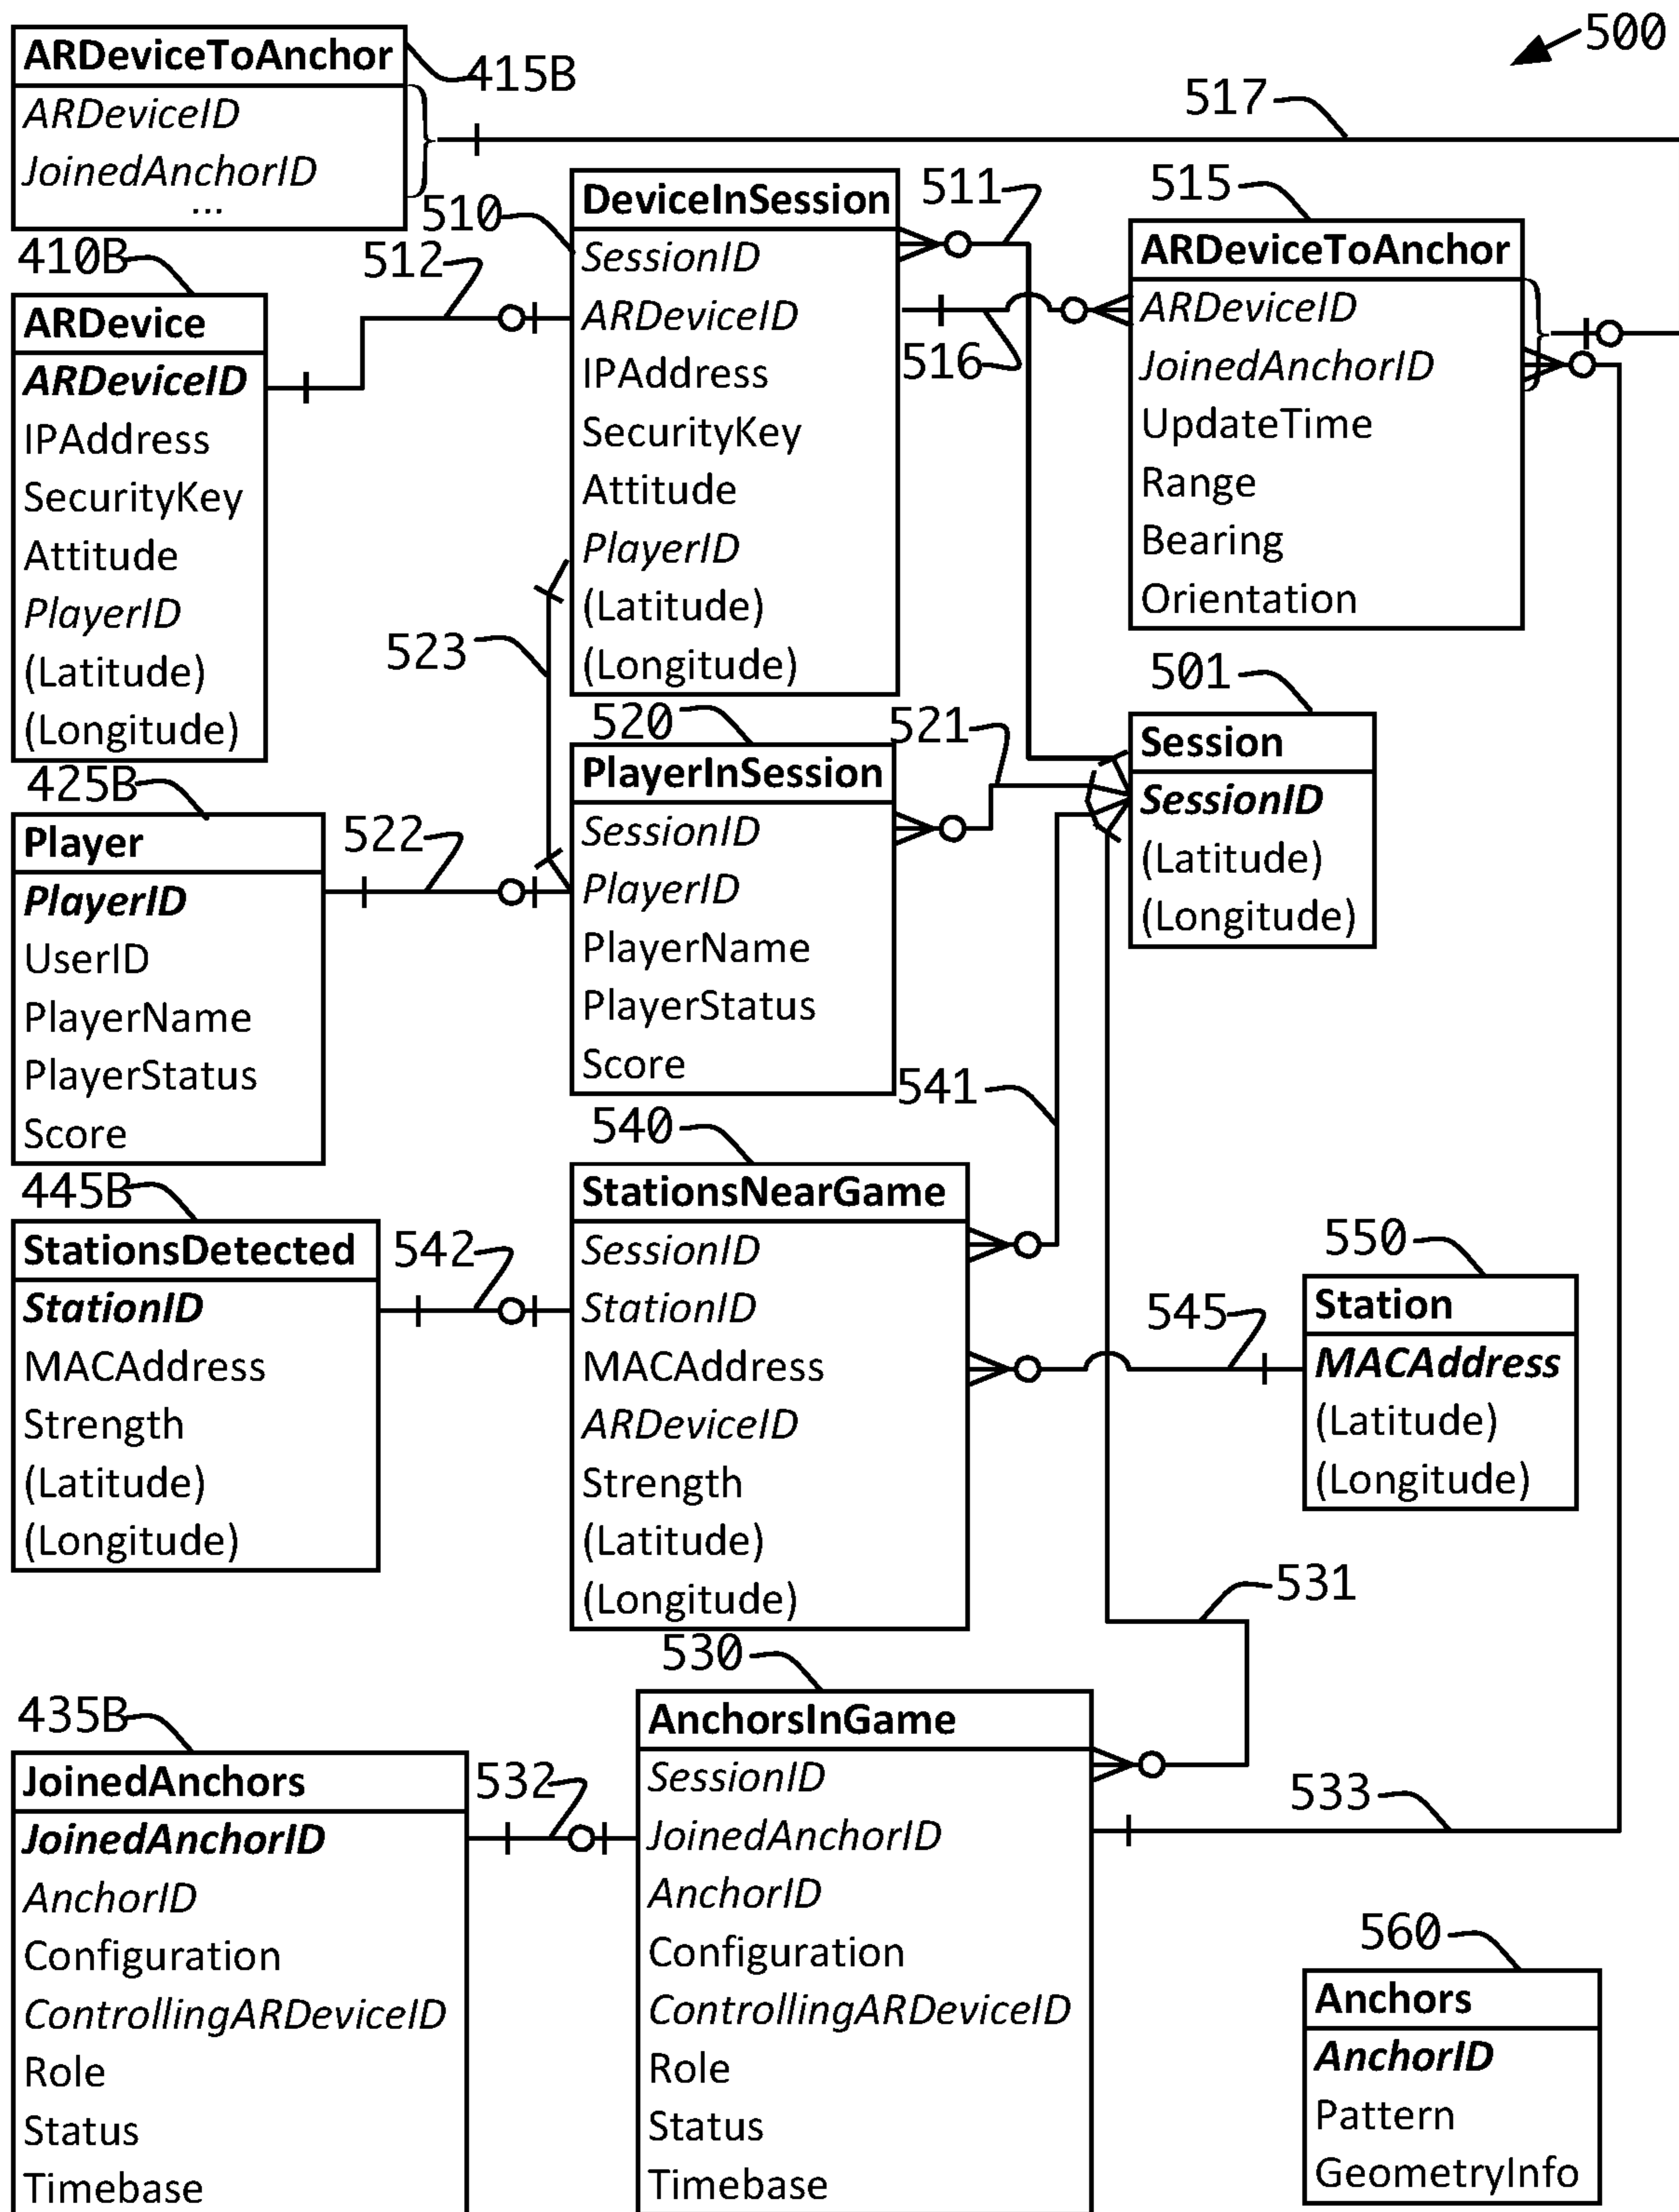 500
ARDeviceToAnchor
415B
ARDeviceID
JoinedAnchorID
...
517
410B
ARDevice
ARDeviceID
IPAddress
SecurityKey
Attitude
PlayerID
(Latitude)
(Longitude)
512
510
DeviceInSession
SessionID
ARDeviceID
IPAddress
SecurityKey
Attitude
PlayerID
(Latitude)
(Longitude)
511
516
515
ARDeviceToAnchor
ARDeviceID
JoinedAnchorID
UpdateTime
Range
Bearing
Orientation
523
501
Session
SessionID
(Latitude)
(Longitude)
425B
Player
PlayerID
UserID
PlayerName
PlayerStatus
Score
522
520
PlayerInSession
SessionID
PlayerID
PlayerName
PlayerStatus
Score
521
541
445B
StationsDetected
StationID
MACAddress
Strength
(Latitude)
(Longitude)
542
540
StationsNearGame
SessionID
StationID
MACAddress
ARDeviceID
Strength
(Latitude)
(Longitude)
545
550
Station
MACAddress
(Latitude)
(Longitude)
531
435B
JoinedAnchors
JoinedAnchorID
AnchorID
Configuration
ControllingARDeviceID
Role
Status
Timebase
532
530
AnchorsInGame
SessionID
JoinedAnchorID
AnchorID
Configuration
ControllingARDeviceID
Role
Status
Timebase
533
560
Anchors
AnchorID
Pattern
GeometryInfo